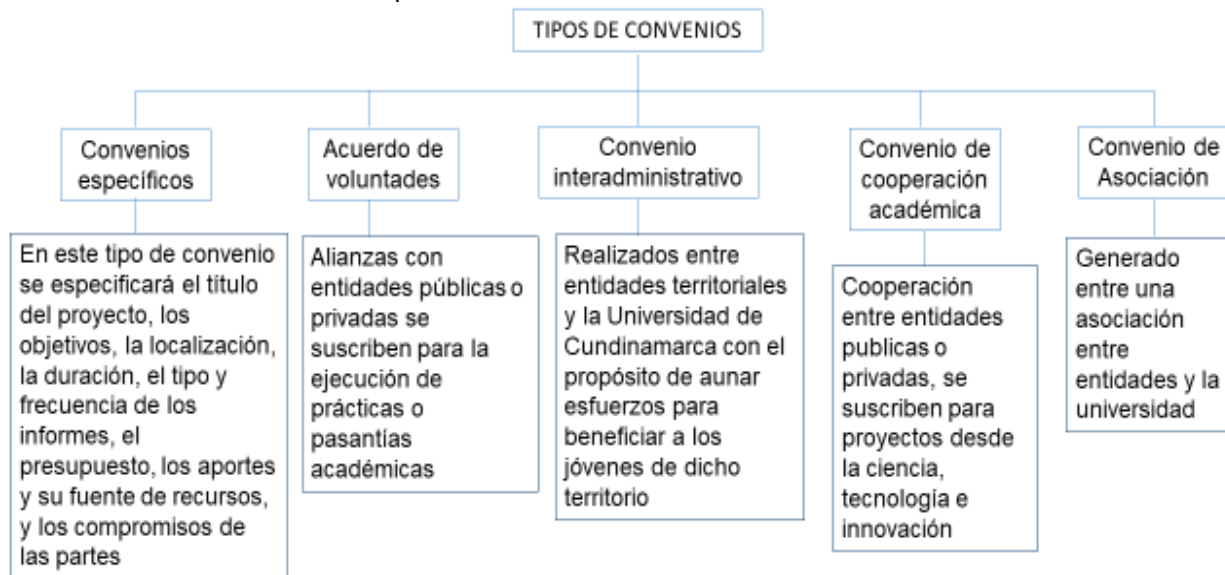 TIPOS DE CONVENIOS
Convenios
específicos
En este tipo de convenio
se especificará el título
del proyecto, los
objetivos, la localización,
la duración, el tipo y
frecuencia de los
informes, el
presupuesto, los aportes
y su fuente de recursos,
y los compromisos de
las partes
Acuerdo de
voluntades
Alianzas con
entidades públicas o
privadas se
suscriben para la
ejecución de
prácticas o
pasantías
académicas
Convenio
interadministrativo
Realizados entre
entidades territoriales
y la Universidad de
Cundinamarca con el
propósito de aunar
esfuerzos para
beneficiar a los
jóvenes de dicho
territorio
Convenio de
cooperación
académica
Cooperación
entre entidades
publicas o
privadas, se
suscriben para
proyectos desde
la ciencia,
tecnología e
innovación
Convenio de
Asociación
Generado
entre una
asociación
entre
entidades y la
universidad